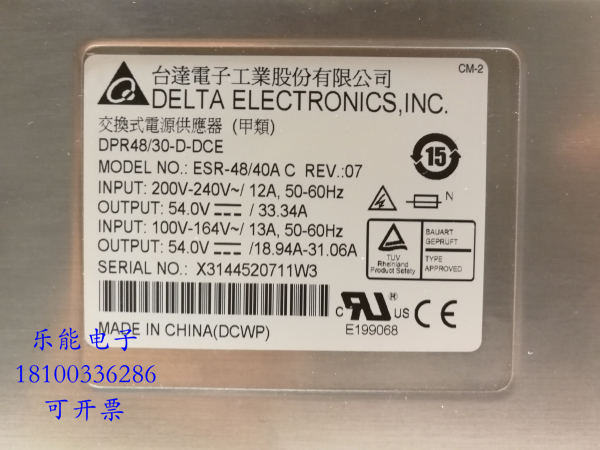 台達電子工業股份有限公司
CM-2
DELTA ELECTRONICS,INC.
交換式電源供應器 (甲類)
DPR48/30-D-DCE
MODEL NO.: ESR-48/40A C REV.:07
15
INPUT: 200V-240V~/ 12A, 50-60Hz
N
OUTPUT: 54.0V⎓/ 33.34A
INPUT: 100V-164V~/ 13A, 50-60Hz
OUTPUT: 54.0V⎓/18.94A-31.06A
TÜV
Rheinland
Product Safety
BAUART
GEPRÜFT
TYPE
APPROVED
SERIAL NO.: X3144520711W3
C RU ® US CE
E199068
MADE IN CHINA(DCWP)
乐能电子
18100336286
可开票